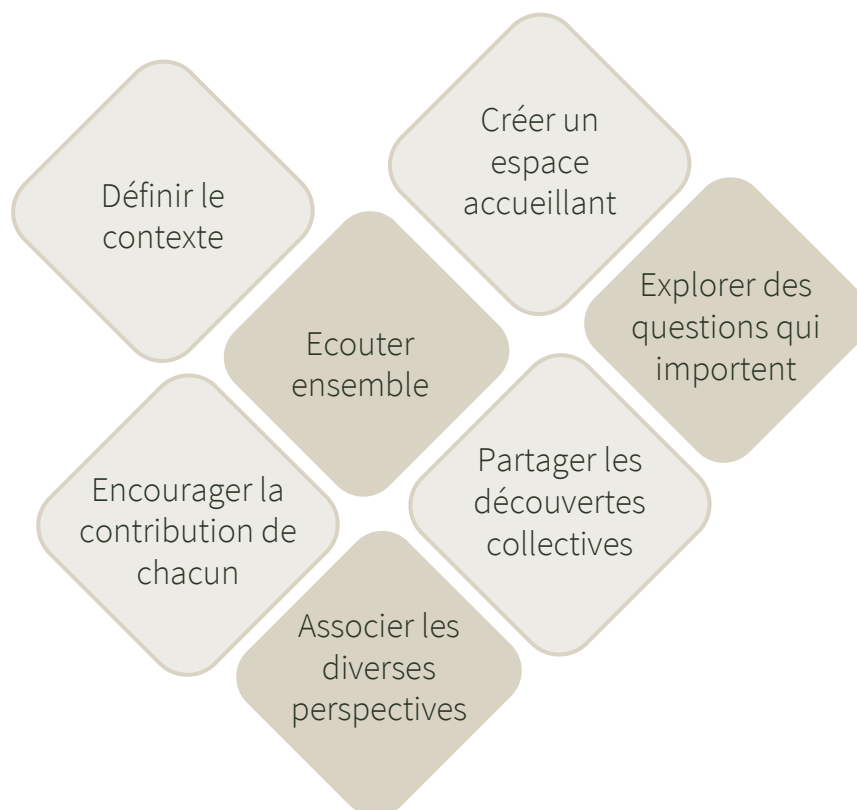 Créer un
espace
accueillant
Définir le
contexte
Explorer des
questions qui
importent
Ecouter
ensemble
Partager les
découvertes
collectives
Encourager la
contribution de
chacun
Associer les
diverses
perspectives